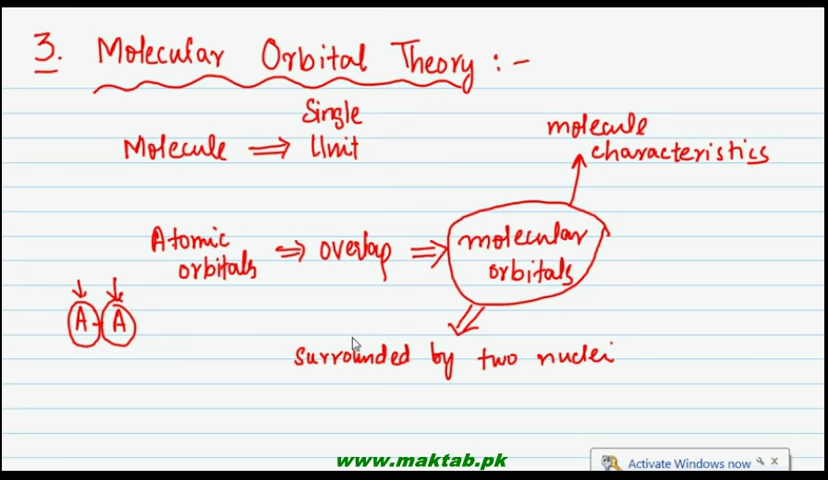 3. Molecular Orbital Theory :-
Single
Molecule ⟹ Unit
molecule
characteristics
Atomic
orbitals ⟹ overlap ⟹ molecular
orbitals
A - A
Surrounded by two nuclei
www.maktab.pk
Activate Windows now